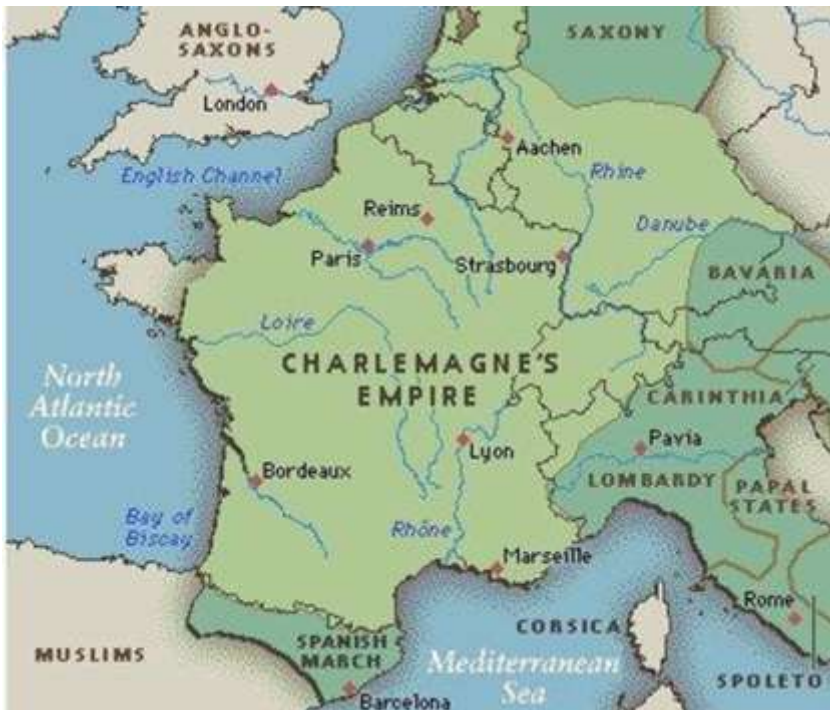 ANGLO-
SAXONS
SAXONY
London
Aachen
English Channel
Rhine
Reims
Danube
Paris
Strasbourg
BAVARIA
Loire
CHARLEMAGNE'S
EMPIRE
North
Atlantic
Ocean
CARINTHIA
Pavia
Lyon
Bordeaux
LOMBARDY
PAPAL
STATES
Bay of
Biscay
Rhône
Marseille
Rome
CORSICA
SPANISH
MARCH
MUSLIMS
Mediterranean
Sea
SPOLETO
Barcelona